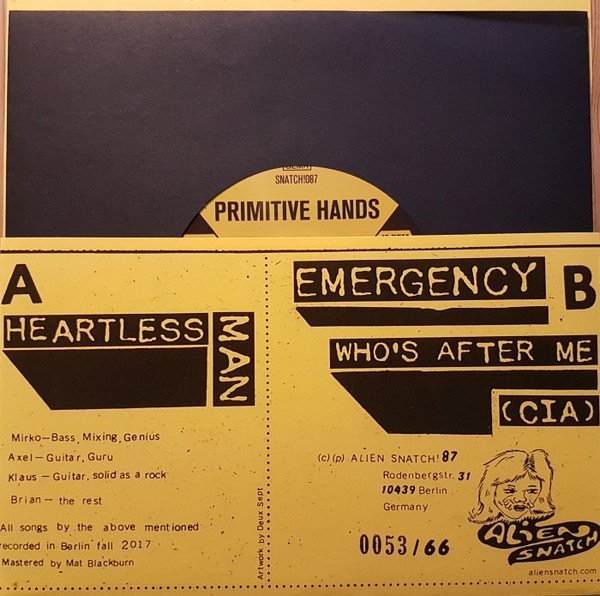 SNATCH!087
PRIMITIVE HANDS
A
HEARTLESS
MAN
Mirko—Bass, Mixing, Genius
Axel—Guitar, Guru
Klaus—Guitar, solid as a rock
Brian— the rest
All songs by the above mentioned
recorded in Berlin fall 2017
Mastered by Mat Blackburn
Artwork by Deux Sept
EMERGENCY
B
WHO'S AFTER ME
(CIA)
(c)(p) ALIEN SNATCH! 87
Rodenbergstr. 31
10439 Berlin
Germany
0053/66
ALIEN
SNATCH
aliensnatch.com